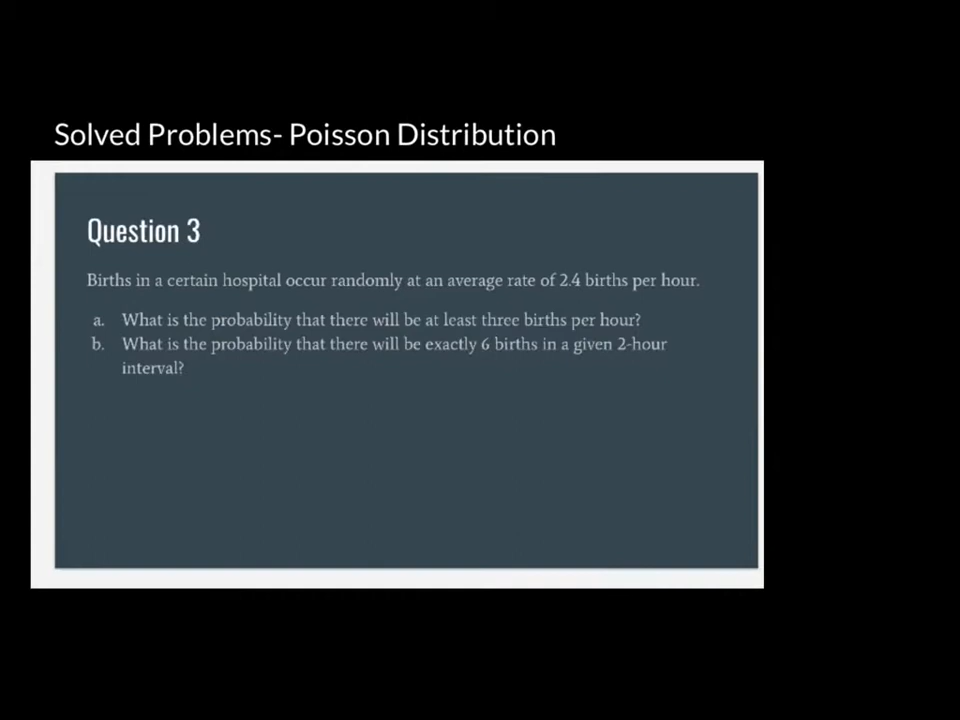 Solved Problems- Poisson Distribution
Question 3
Births in a certain hospital occur randomly at an average rate of 2.4 births per hour.
a. What is the probability that there will be at least three births per hour?
b. What is the probability that there will be exactly 6 births in a given 2-hour
interval?